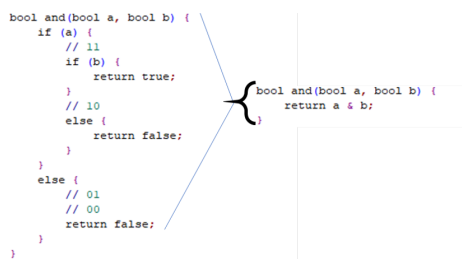 bool and(bool a, bool b) {
if (a) {
// 11
if (b) {
return true;
}
// 10
else {
return false;
}
}
else {
// 01
// 00
return false;
}
}
bool and(bool a, bool b) {
return a & b;
}